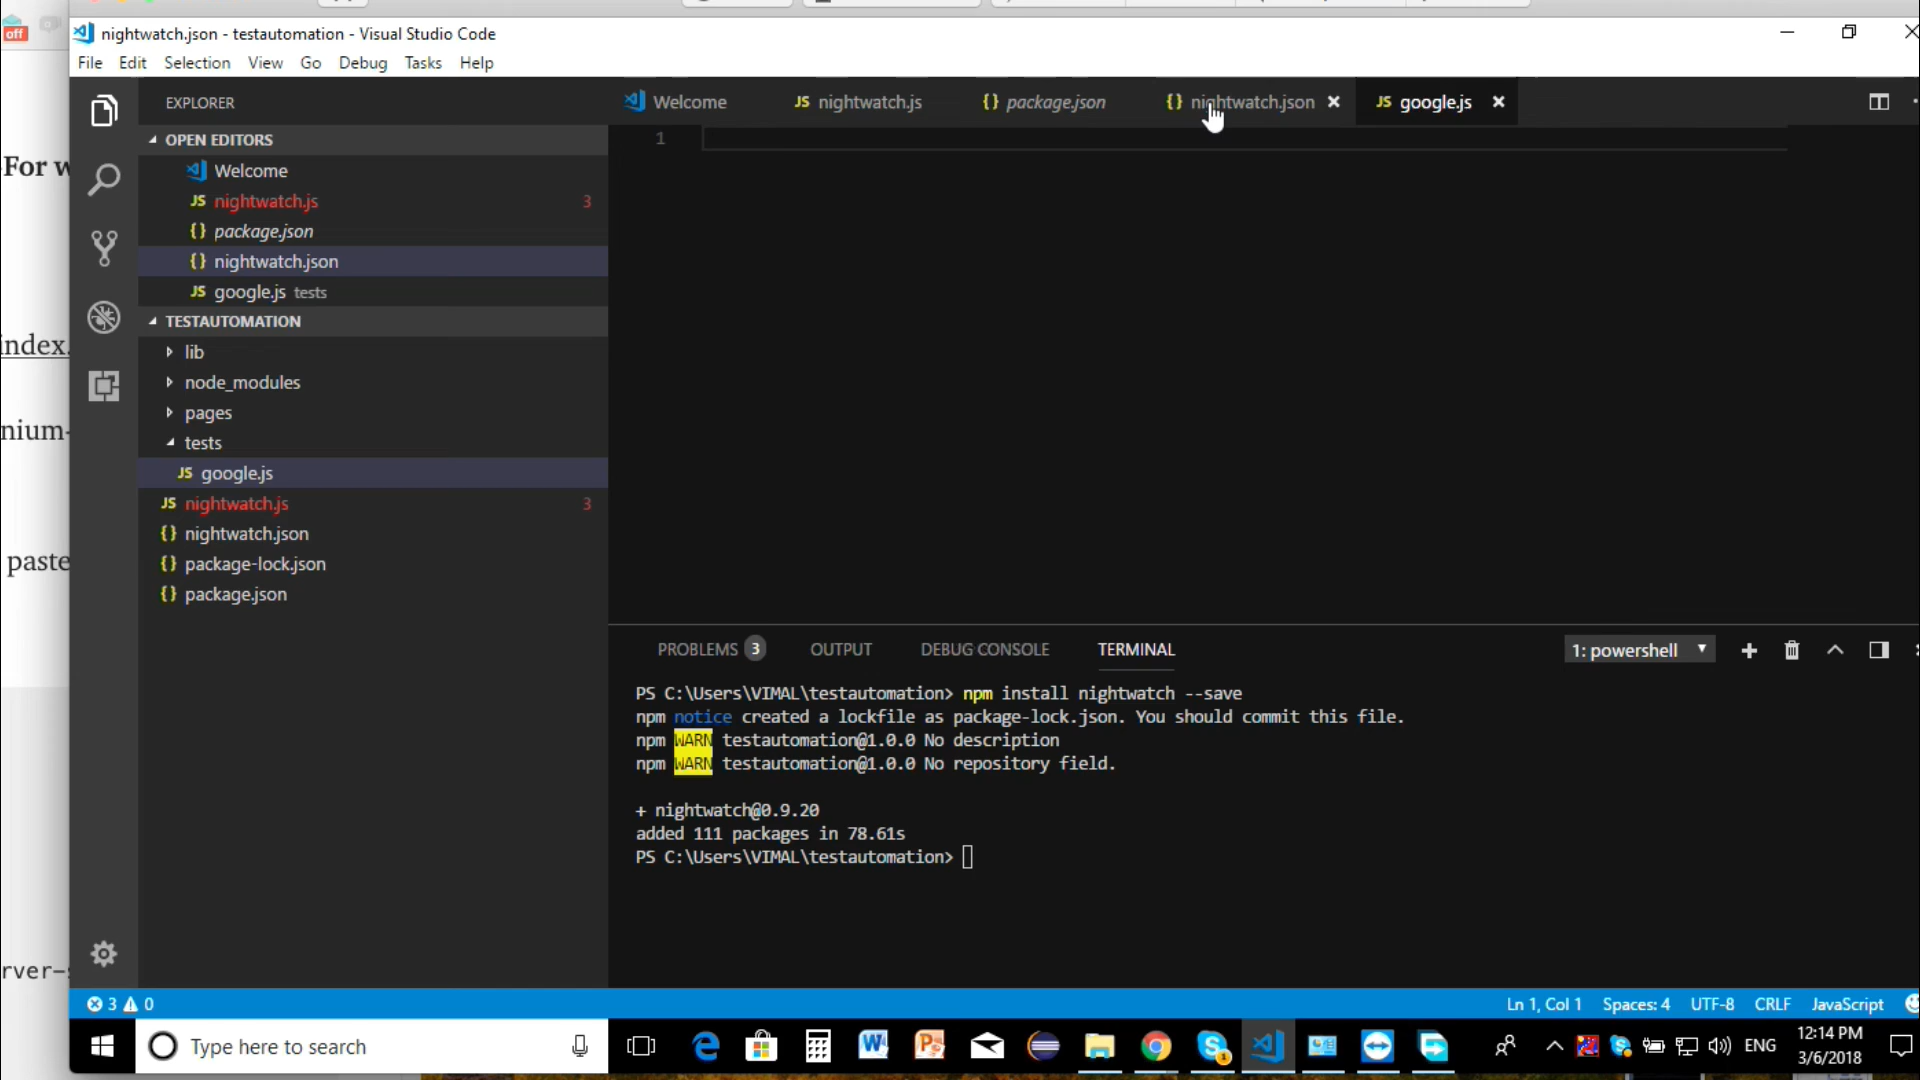 off
nightwatch.json - testautomation - Visual Studio Code
File Edit Selection View Go Debug Tasks Help
EXPLORER
Welcome
JS nightwatch.js
{} package.json
{} nightwatch.json
JS google.js
OPEN EDITORS
Welcome
JS nightwatch.js 3
{} package.json
{} nightwatch.json
JS google.js tests
TESTAUTOMATION
lib
node_modules
pages
tests
JS google.js
JS nightwatch.js 3
{} nightwatch.json
{} package-lock.json
{} package.json
1
For w
index.
nium-
paste
rver-s
PROBLEMS 3 OUTPUT DEBUG CONSOLE TERMINAL
1: powershell
PS C:\Users\VIMAL\testautomation> npm install nightwatch --save
npm notice created a lockfile as package-lock.json. You should commit this file.
npm WARN testautomation@1.0.0 No description
npm WARN testautomation@1.0.0 No repository field.
+ nightwatch@0.9.20
added 111 packages in 78.61s
PS C:\Users\VIMAL\testautomation>
3 0
Ln 1, Col 1 Spaces: 4 UTF-8 CRLF JavaScript
Type here to search
ENG
12:14 PM
3/6/2018